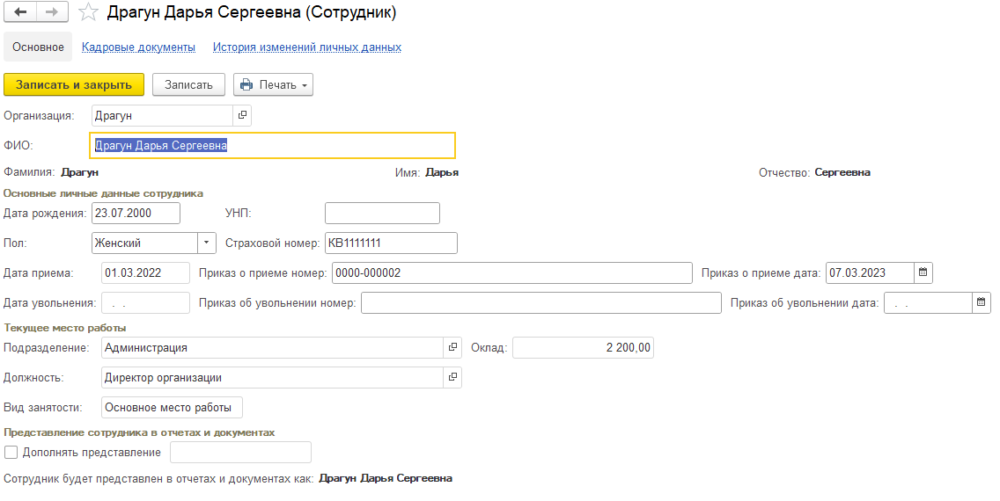 Драгун Дарья Сергеевна (Сотрудник)
Основное Кадровые документы История изменений личных данных
Записать и закрыть Записать Печать
Организация: Драгун
ФИО: Драгун Дарья Сергеевна
Фамилия: Драгун Имя: Дарья Отчество: Сергеевна
Основные личные данные сотрудника
Дата рождения: 23.07.2000 УНП:
Пол: Женский Страховой номер: КВ1111111
Дата приема: 01.03.2022 Приказ о приеме номер: 0000-000002 Приказ о приеме дата: 07.03.2023
Дата увольнения: . . Приказ об увольнении номер: Приказ об увольнении дата: . .
Текущее место работы
Подразделение: Администрация Оклад: 2 200,00
Должность: Директор организации
Вид занятости: Основное место работы
Представление сотрудника в отчетах и документах
Дополнять представление
Сотрудник будет представлен в отчетах и документах как: Драгун Дарья Сергеевна